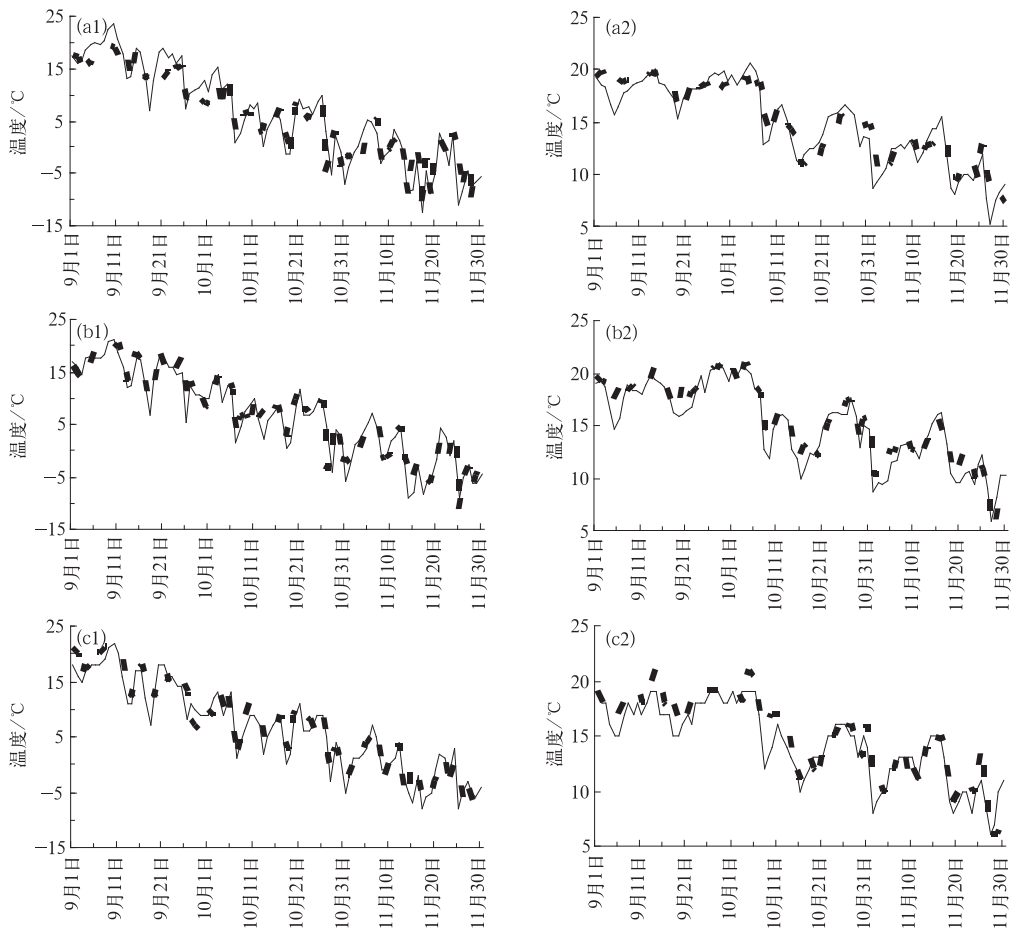 (a1)
25
15
5
−5
−15
温度/℃
9月1日
9月11日
9月21日
10月1日
10月11日
10月21日
10月31日
11月10日
11月20日
11月30日
(a2)
25
20
15
10
5
温度/℃
9月1日
9月11日
9月21日
10月1日
10月11日
10月21日
10月31日
11月10日
11月20日
11月30日
(b1)
25
15
5
−5
−15
温度/℃
9月1日
9月11日
9月21日
10月1日
10月11日
10月21日
10月31日
11月10日
11月20日
11月30日
(b2)
25
20
15
10
5
温度/℃
9月1日
9月11日
9月21日
10月1日
10月11日
10月21日
10月31日
11月10日
11月20日
11月30日
(c1)
25
15
5
−5
−15
温度/℃
9月1日
9月11日
9月21日
10月1日
10月11日
10月21日
10月31日
11月10日
11月20日
11月30日
(c2)
25
20
15
10
5
温度/℃
9月1日
9月11日
9月21日
10月1日
10月11日
10月21日
10月31日
11月10日
11月20日
11月30日